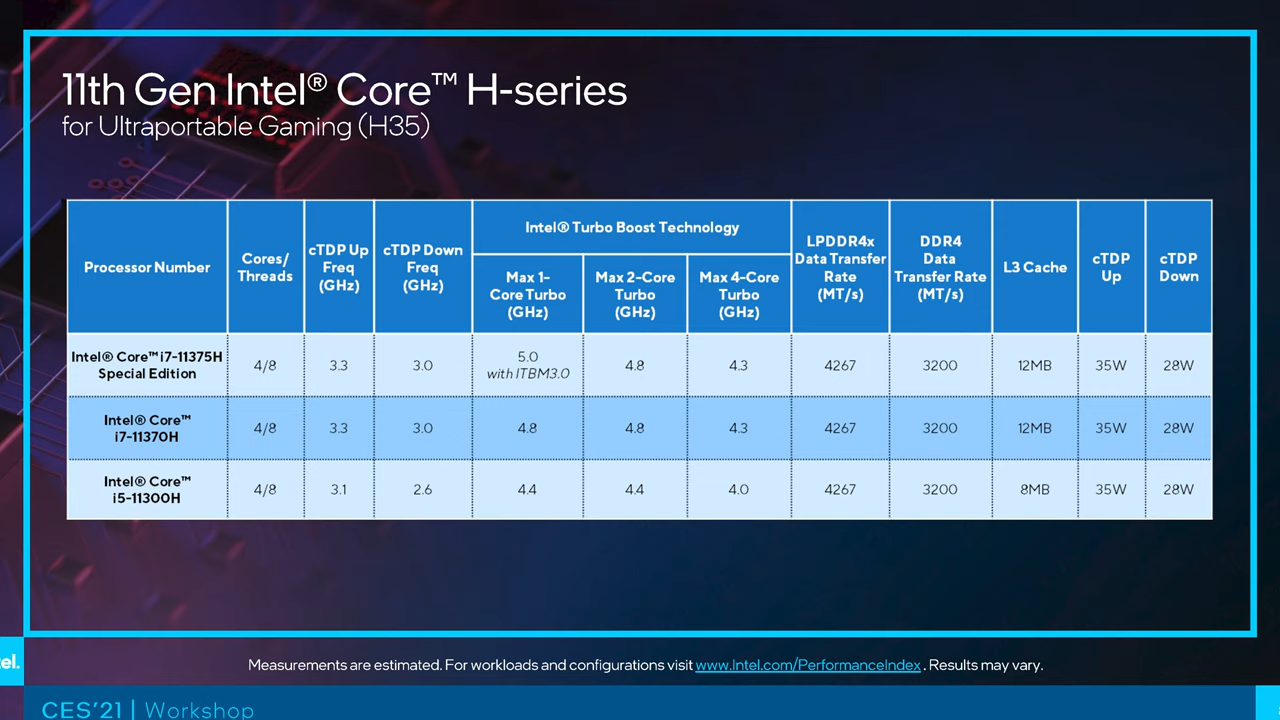 11th Gen Intel® Core™ H-series
for Ultraportable Gaming (H35)
Processor Number
Cores/
Threads
cTDP Up
Freq
(GHz)
cTDP Down
Freq
(GHz)
Intel® Turbo Boost Technology
Max 1-
Core Turbo
(GHz)
Max 2-Core
Turbo
(GHz)
Max 4-Core
Turbo
(GHz)
LPDDR4x
Data Transfer
Rate
(MT/s)
DDR4
Data
Transfer Rate
(MT/s)
L3 Cache
cTDP
Up
cTDP
Down
Intel® Core™ i7-11375H
Special Edition
4/8
3.3
3.0
5.0
with ITBM3.0
4.8
4.3
4267
3200
12MB
35W
28W
Intel® Core™
i7-11370H
4/8
3.3
3.0
4.8
4.8
4.3
4267
3200
12MB
35W
28W
Intel® Core™
i5-11300H
4/8
3.1
2.6
4.4
4.4
4.0
4267
3200
8MB
35W
28W
Measurements are estimated. For workloads and configurations visit www.Intel.com/PerformanceIndex . Results may vary.
CES'21 | Workshop